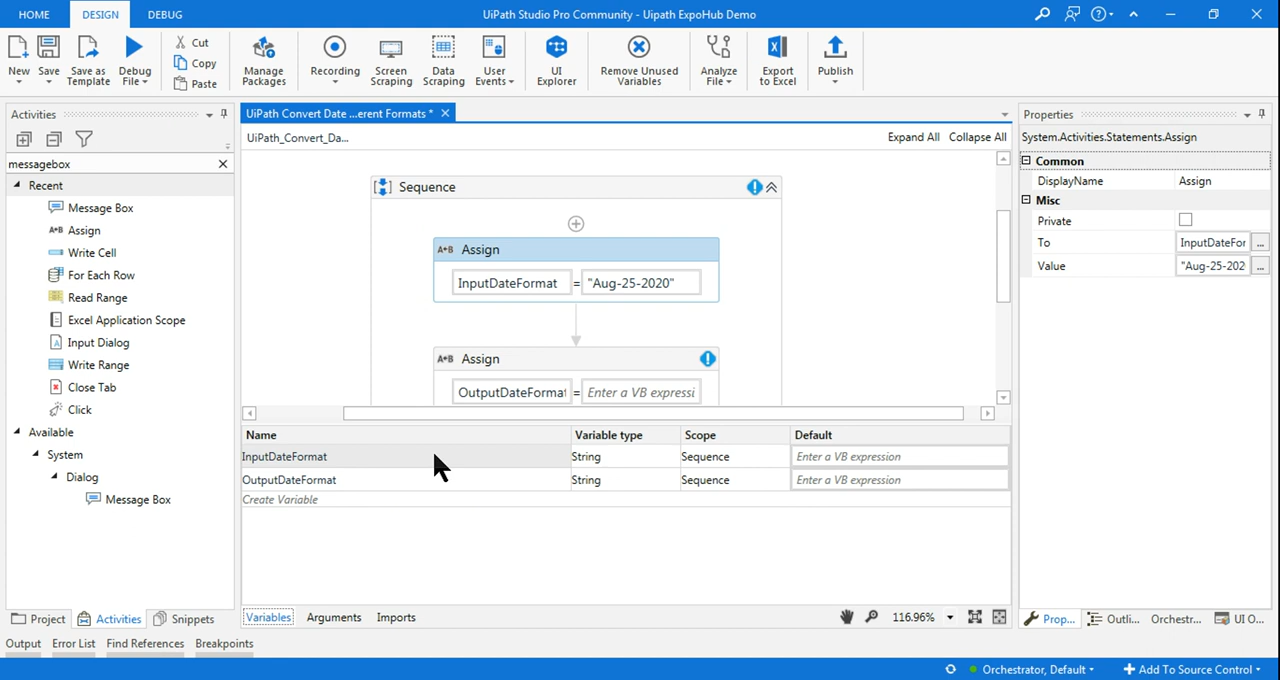 HOME DESIGN DEBUG UiPath Studio Pro Community - Uipath ExpoHub Demo
New Save Save as Template Debug File Cut Copy Paste Manage Packages Recording Screen Scraping Data Scraping User Events UI Explorer Remove Unused Variables Analyze File Export to Excel Publish
Activities
messagebox
Recent
Message Box
Assign
Write Cell
For Each Row
Read Range
Excel Application Scope
Input Dialog
Write Range
Close Tab
Click
Available
System
Dialog
Message Box
Project Activities Snippets
UiPath Convert Date ...erent Formats *
UiPath_Convert_Da... Expand All Collapse All
Sequence
A+B Assign
InputDateFormat = "Aug-25-2020"
A+B Assign
OutputDateFormat = Enter a VB expressi
Name Variable type Scope Default
InputDateFormat String Sequence Enter a VB expression
OutputDateFormat String Sequence Enter a VB expression
Create Variable
Variables Arguments Imports 116.96%
Properties
System.Activities.Statements.Assign
Common
DisplayName Assign
Misc
Private
To InputDateFor ...
Value "Aug-25-202 ...
Prop... Outli... Orchestr... UI O...
Output Error List Find References Breakpoints
Orchestrator, Default Add To Source Control